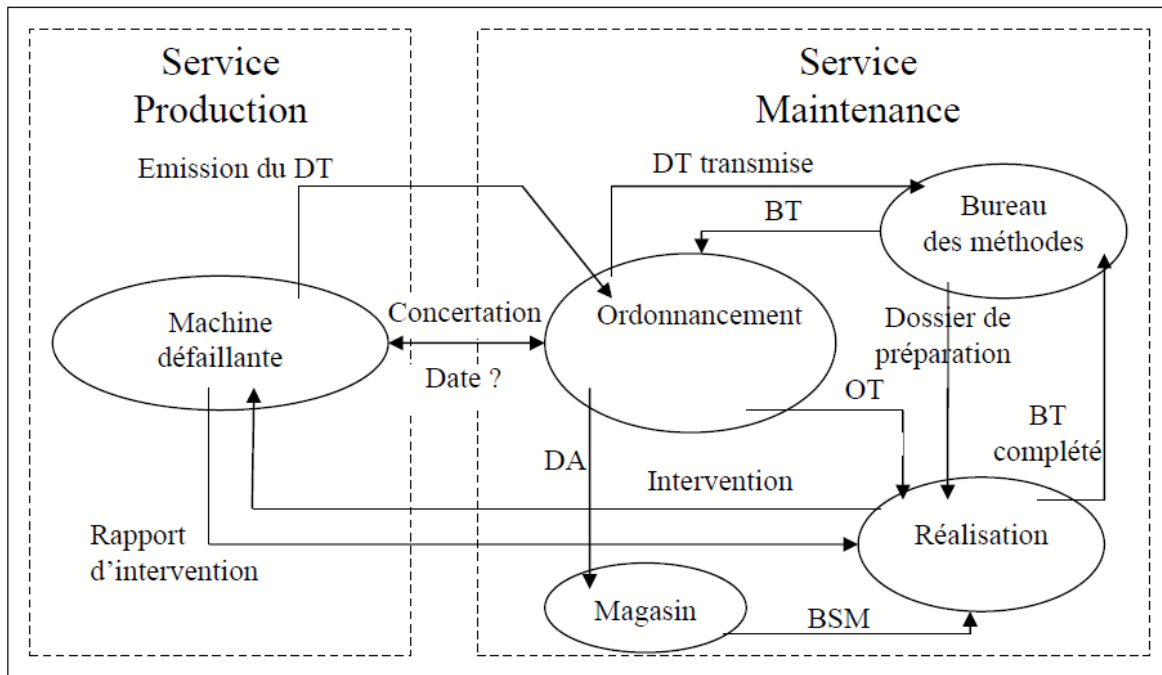 Service
Production
Service
Maintenance
Emission du DT
DT transmise
BT
Bureau
des méthodes
Machine
défaillante
Concertation
Date ?
Ordonnancement
Dossier de
préparation
OT
BT
complété
DA
Intervention
Rapport
d’intervention
Réalisation
Magasin
BSM